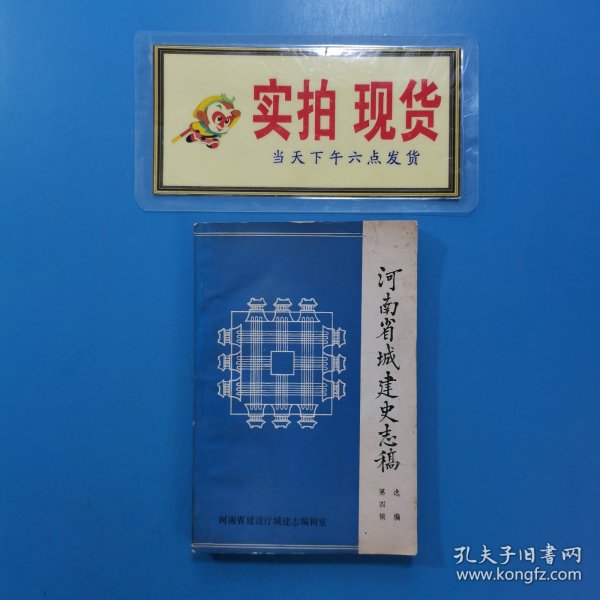 实拍 现货
当天下午六点发货
河南省城建史志稿
选编
第四辑
河南省建设厅城建志编辑室
孔夫子旧书网
www.kongfz.com